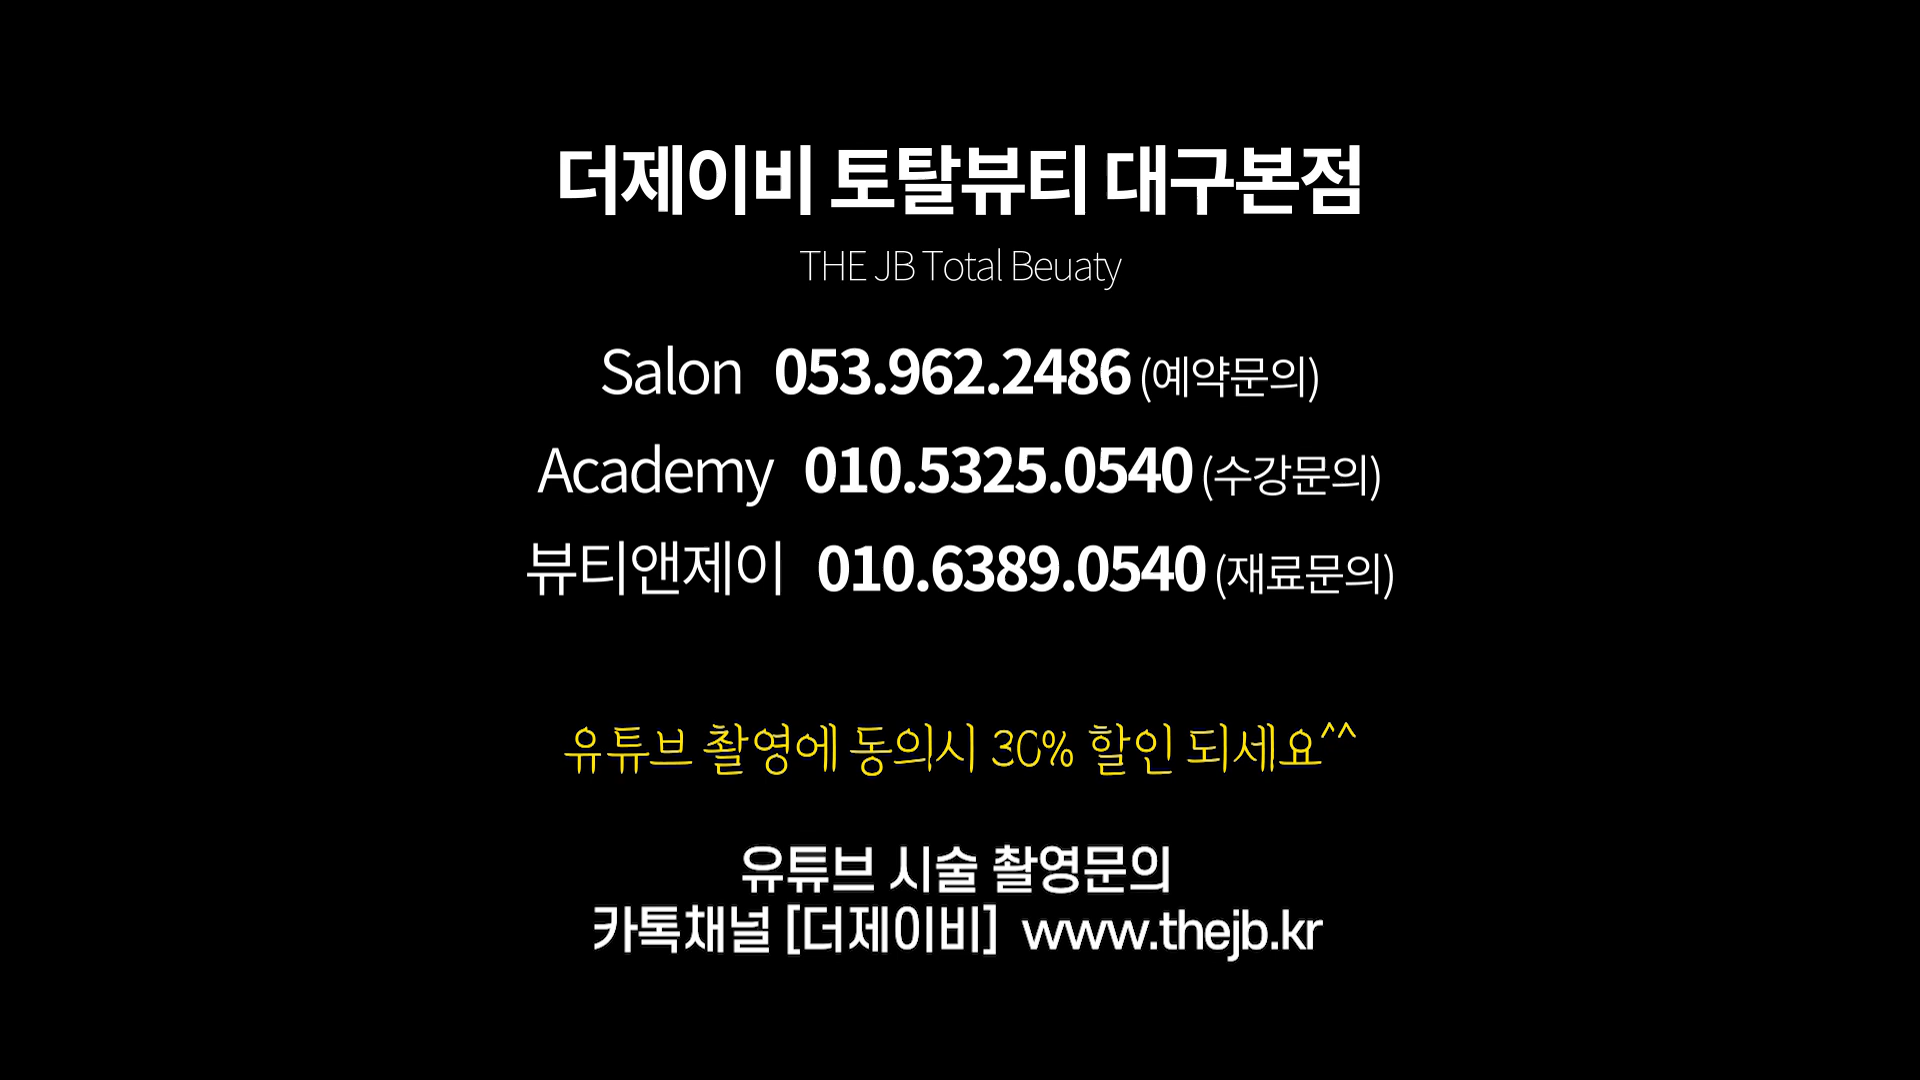 더제이비 토탈뷰티 대구본점
THE JB Total Beuaty
Salon 053.962.2486 (예약문의)
Academy 010.5325.0540 (수강문의)
뷰티앤제이 010.6389.0540 (재료문의)
유튜브 촬영에 동의시 30% 할인 되세요^^
유튜브 시술 촬영문의
카톡채널 [더제이비] www.thejb.kr